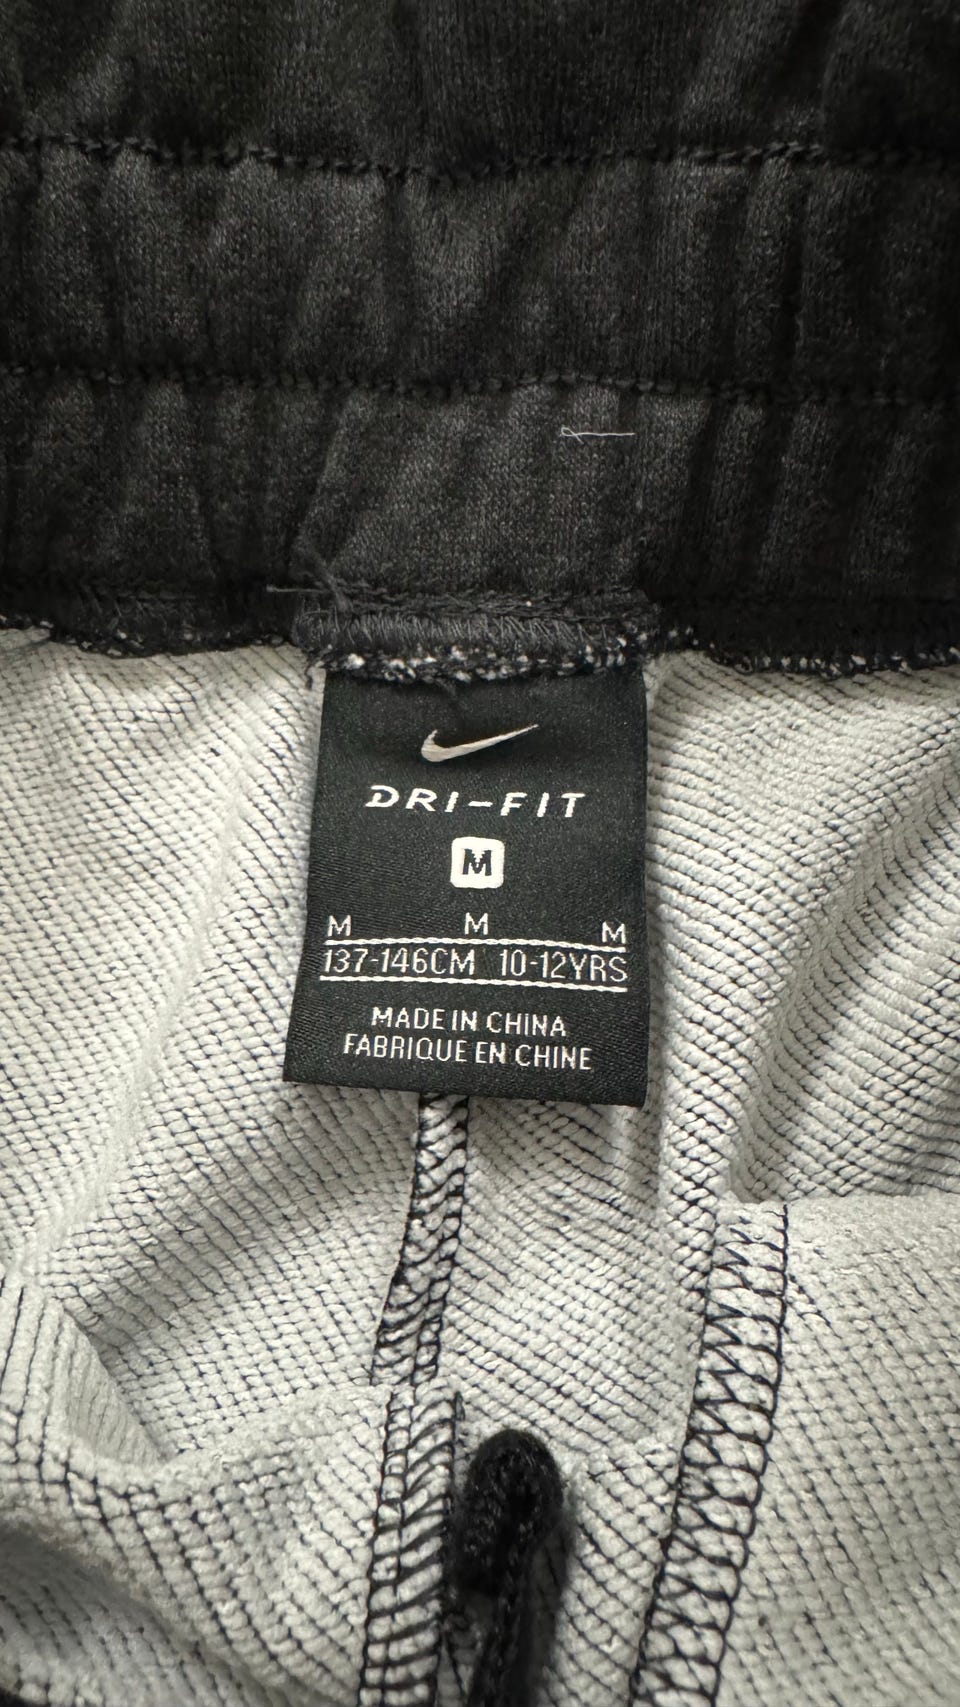 DRI-FIT
M
M M M
137-146CM 10-12YRS
MADE IN CHINA
FABRIQUE EN CHINE